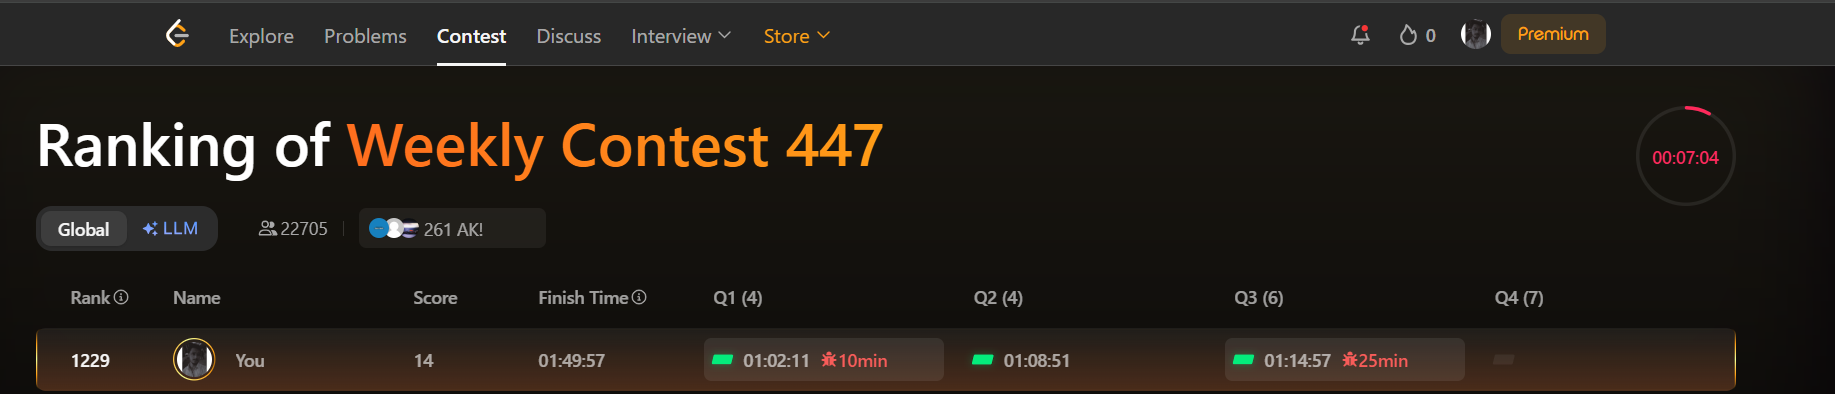 Explore Problems Contest Discuss Interview Store 0 Premium
Ranking of Weekly Contest 447
00:07:04
Global LLM 22705 261 AK!
Rank Name Score Finish Time Q1 (4) Q2 (4) Q3 (6) Q4 (7)
1229 You 14 01:49:57 01:02:11 10min 01:08:51 01:14:57 25min